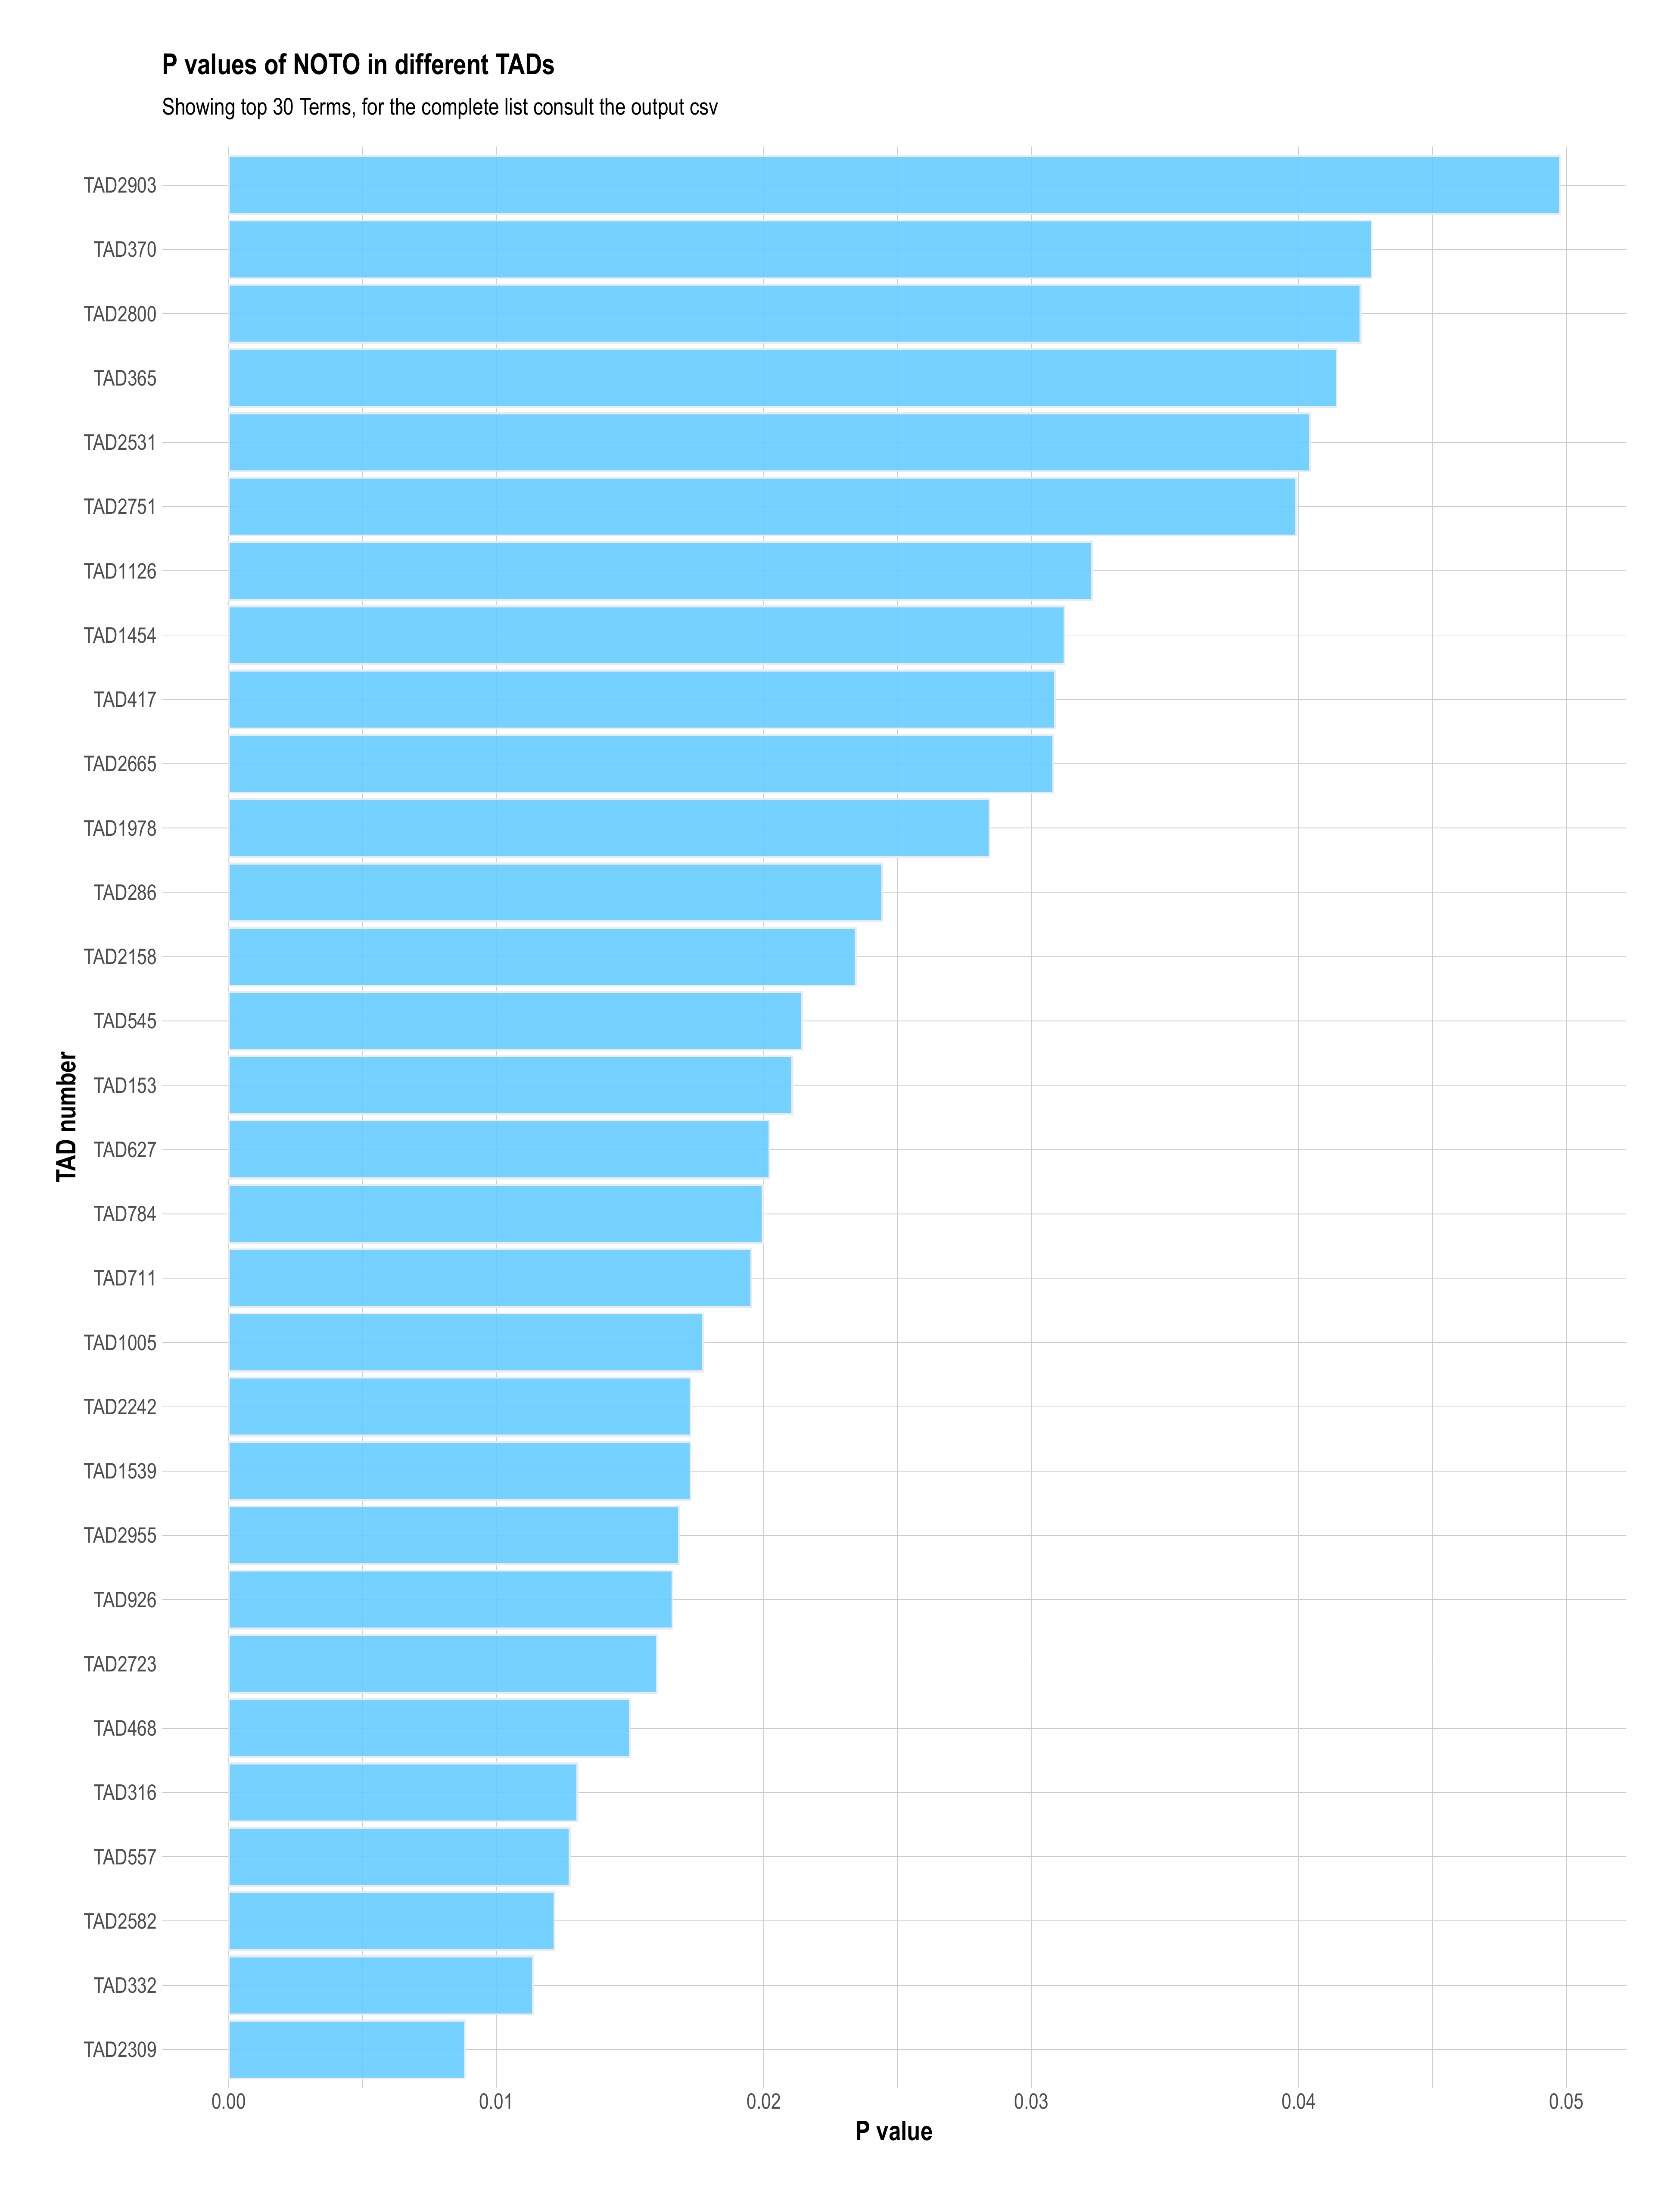 P values of NOTO in different TADs
Showing top 30 Terms, for the complete list consult the output csv
TAD2903
TAD370
TAD2800
TAD365
TAD2531
TAD2751
TAD1126
TAD1454
TAD417
TAD2665
TAD1978
TAD286
TAD2158
TAD545
TAD153
TAD627
TAD784
TAD711
TAD1005
TAD2242
TAD1539
TAD2955
TAD926
TAD2723
TAD468
TAD316
TAD557
TAD2582
TAD332
TAD2309
TAD number
0.00 0.01 0.02 0.03 0.04 0.05
P value